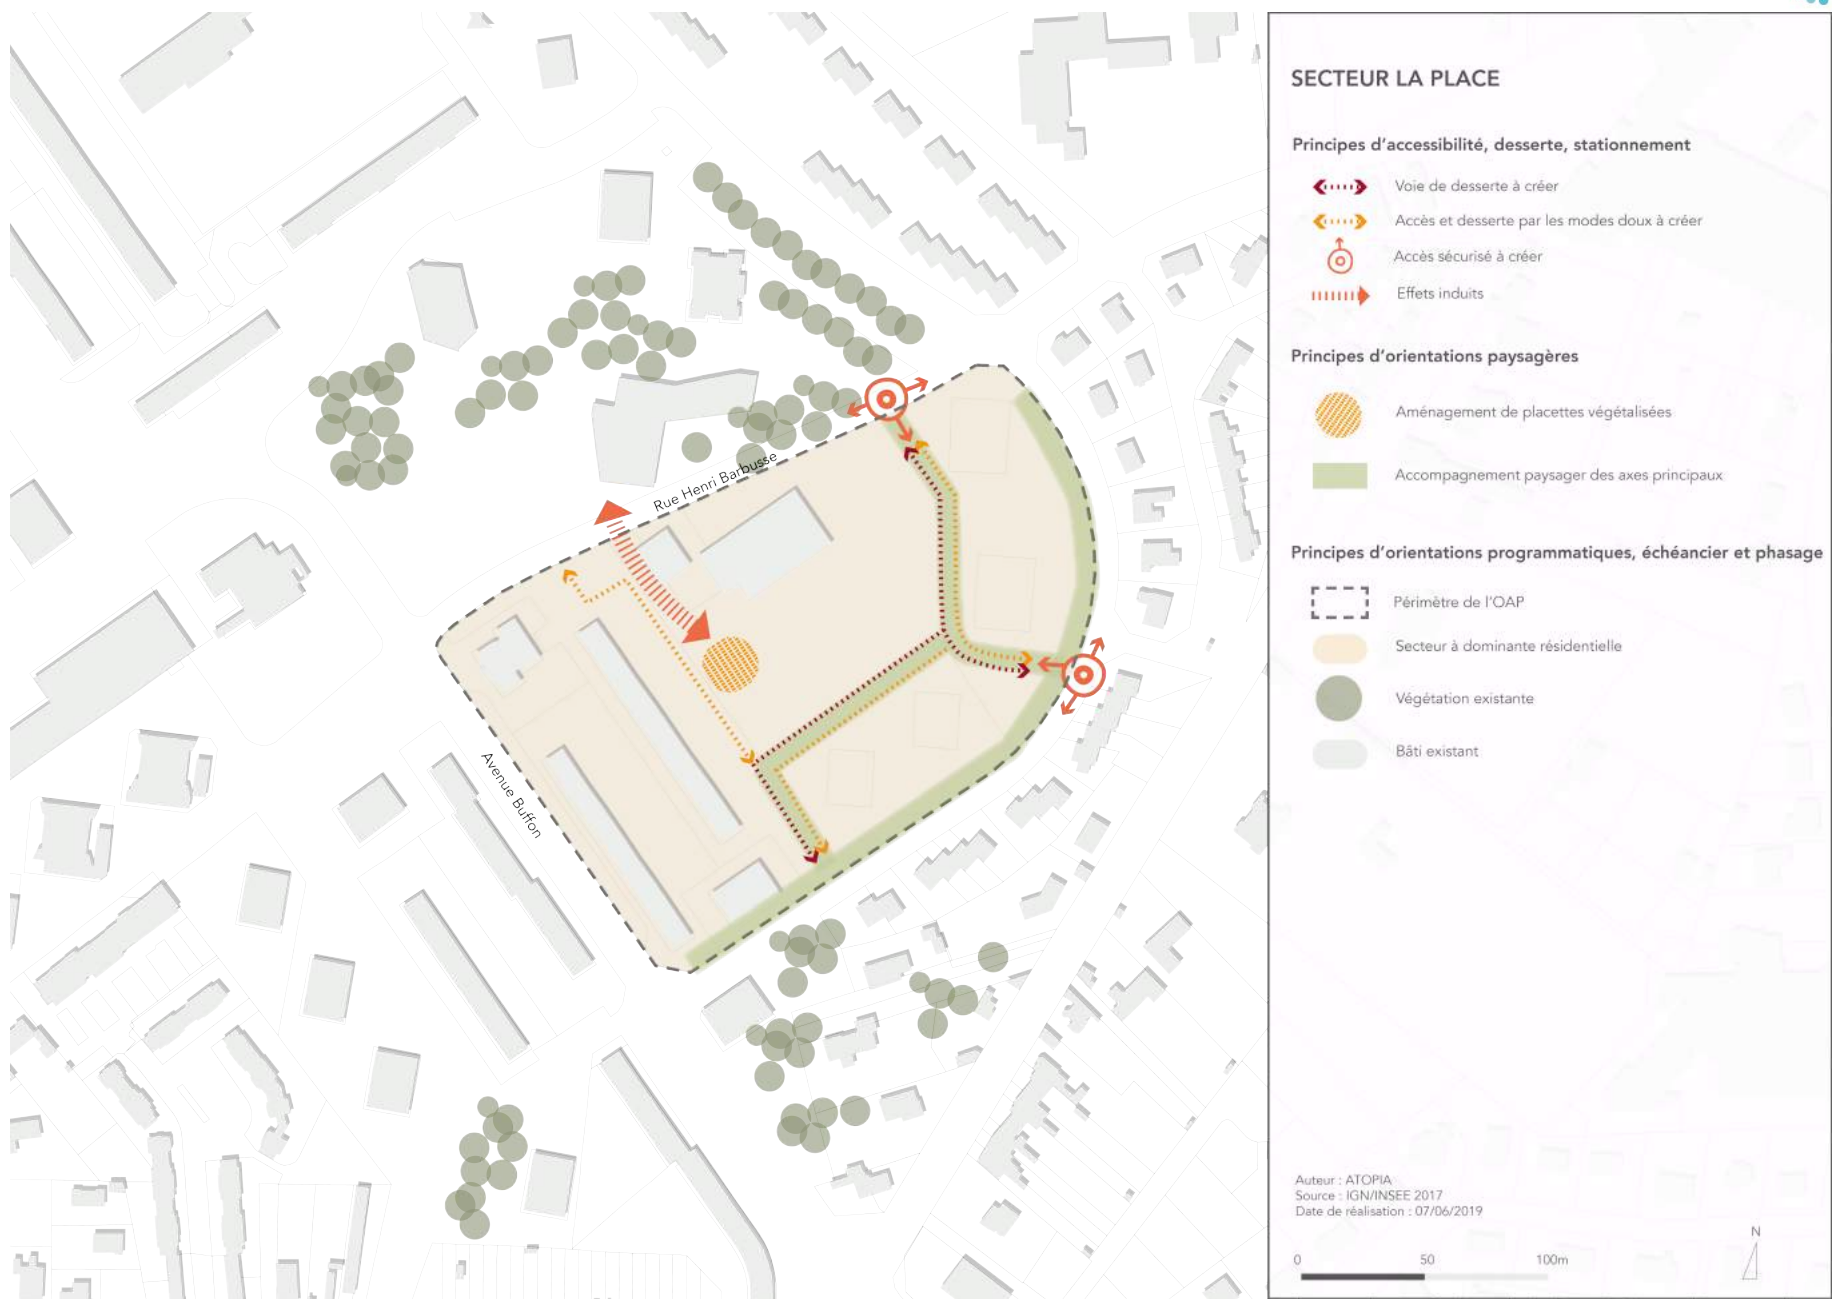 SECTEUR LA PLACE
Principes d'accessibilité, desserte, stationnement
Voie de desserte à créer
Accès et desserte par les modes doux à créer
Accès sécurisé à créer
Effets induits
Principes d'orientations paysagères
Aménagement de placettes végétalisées
Accompagnement paysager des axes principaux
Principes d'orientations programmatiques, échéancier et phasage
Périmètre de l'OAP
Secteur à dominante résidentielle
Végétation existante
Bâti existant
Rue Henri Barbusse
Avenue Buffon
Auteur : ATOPIA
Source : IGN/INSEE 2017
Date de réalisation : 07/06/2019
N
0 50 100m